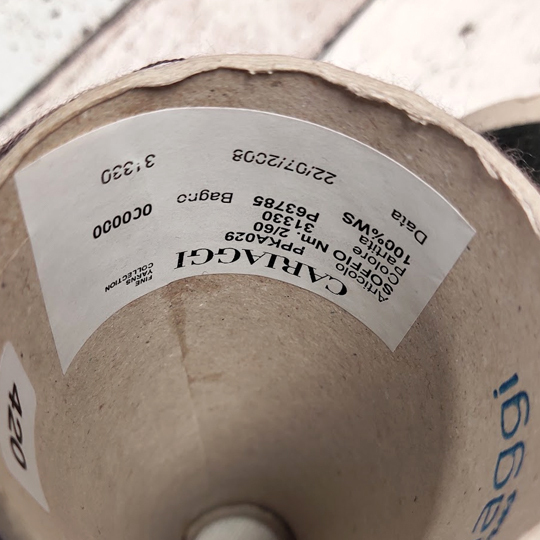 CARIAGGI
FINE
YARNS
COLLECTION
Articolo PPKA029
SOFFIO Nm. 2/60
Colore 31330
Partita P63785 Bagno 0C0000
100%WS
Data 22/07/2008 31330
420